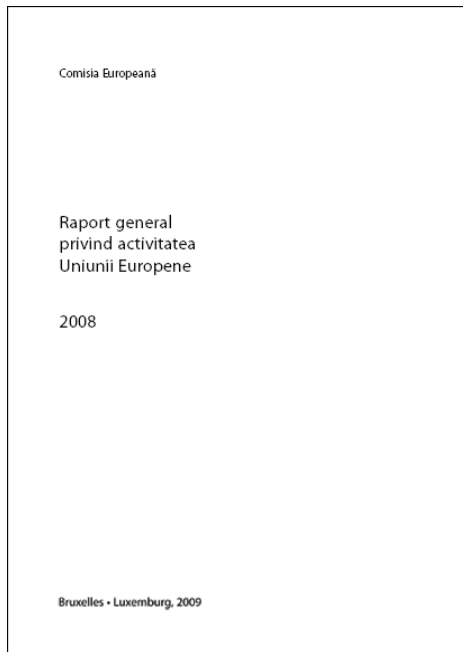 Comisia Europeană
Raport general
privind activitatea
Uniunii Europene
2008
Bruxelles • Luxemburg, 2009